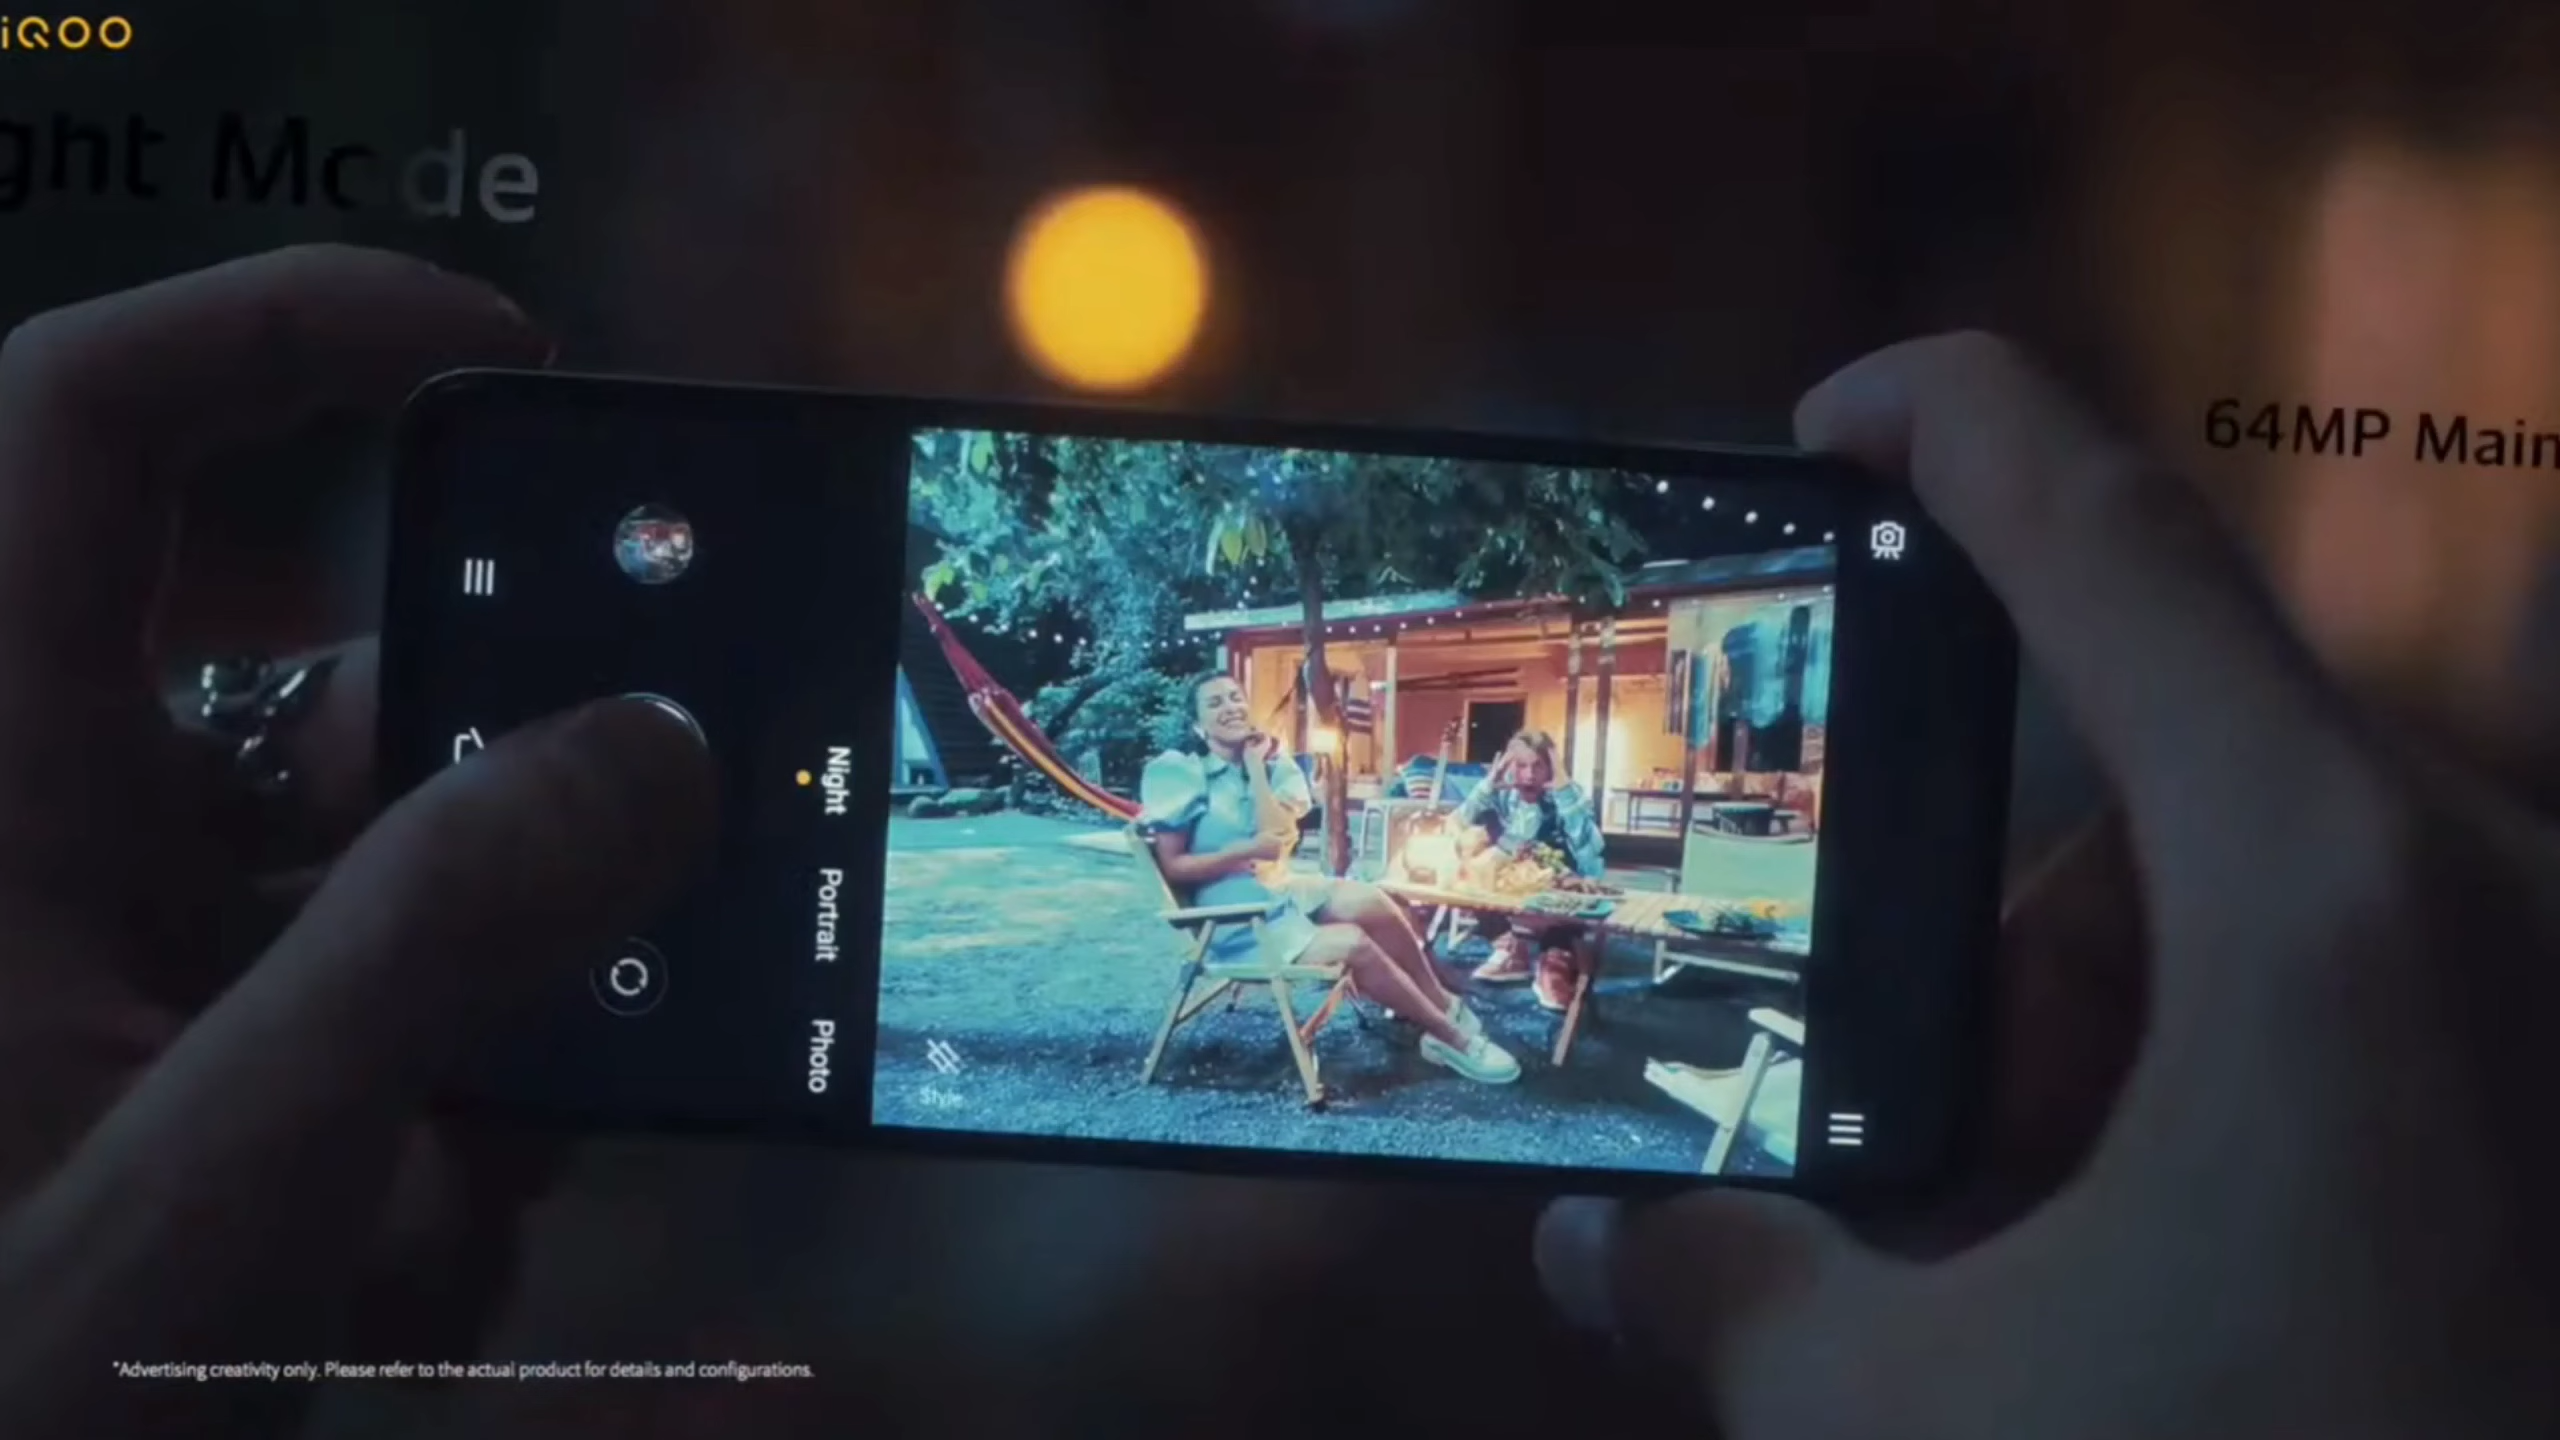 iQOO
ght Mode
64MP Main
Night
Portrait
Photo
Style
*Advertising creativity only. Please refer to the actual product for details and configurations.